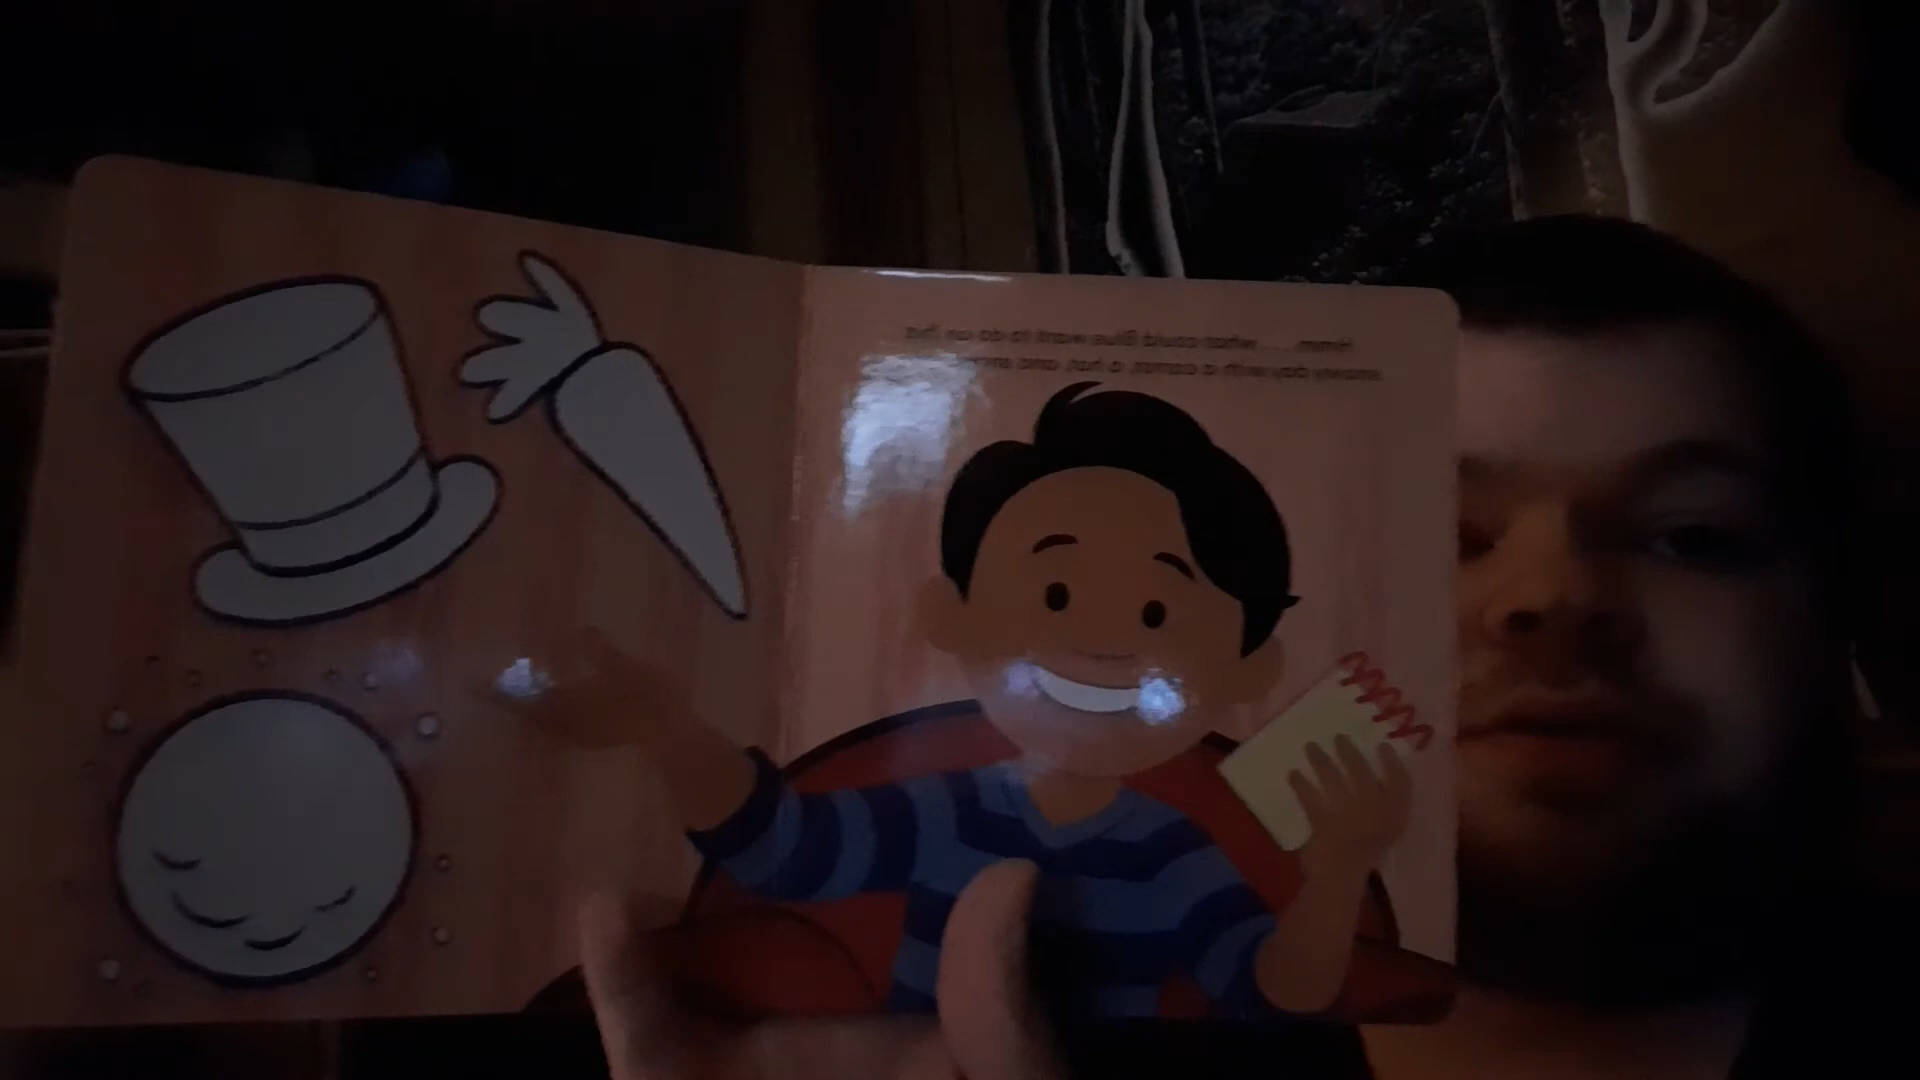 Hmm . . . what could Blue want to do on this
snowy day with a carrot, a hat, and